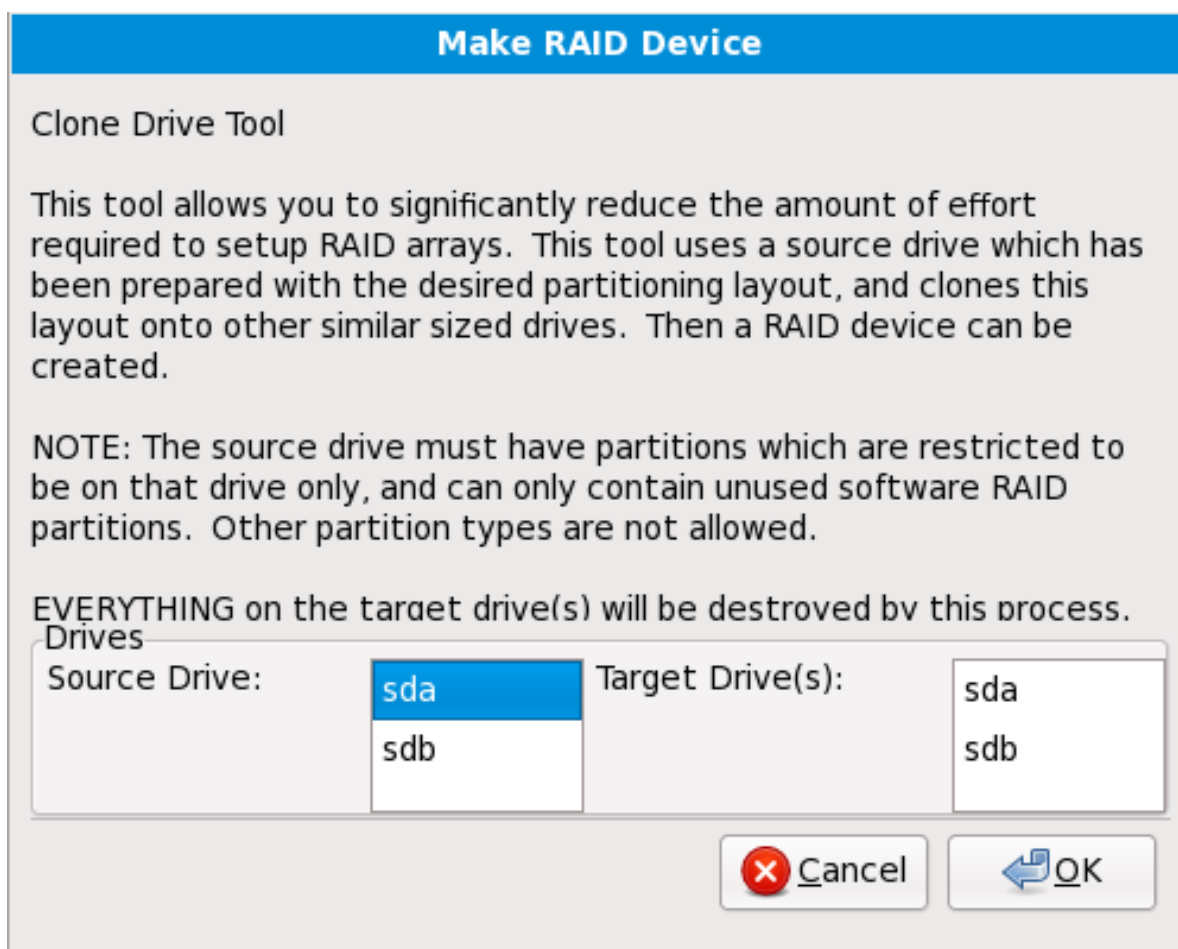 Make RAID Device
Clone Drive Tool
This tool allows you to significantly reduce the amount of effort
required to setup RAID arrays.  This tool uses a source drive which has
been prepared with the desired partitioning layout, and clones this
layout onto other similar sized drives.  Then a RAID device can be
created.
NOTE: The source drive must have partitions which are restricted to
be on that drive only, and can only contain unused software RAID
partitions.  Other partition types are not allowed.
EVERYTHING on the target drive(s) will be destroyed by this process.
Drives
Source Drive:
sda
sdb
Target Drive(s):
sda
sdb
Cancel
OK